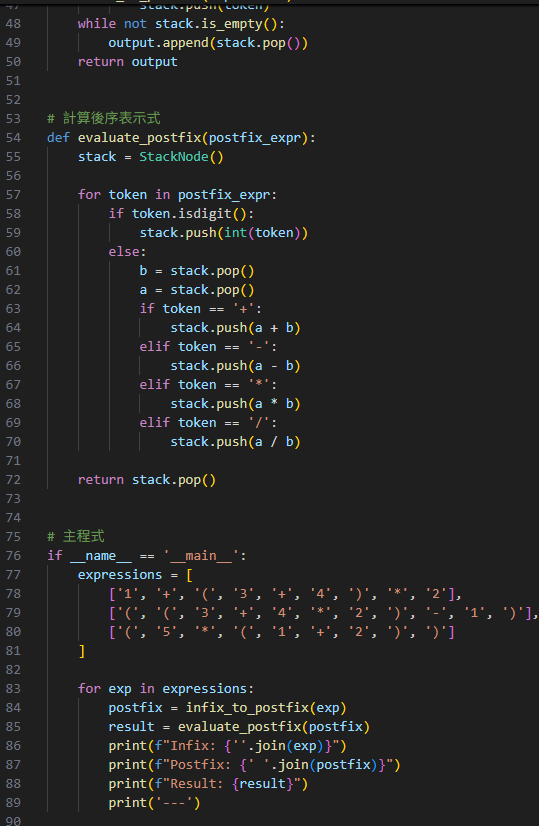 47 stack.push(token)
48 while not stack.is_empty():
49 output.append(stack.pop())
50 return output
51
52
53 # 計算後序表示式
54 def evaluate_postfix(postfix_expr):
55 stack = StackNode()
56
57 for token in postfix_expr:
58 if token.isdigit():
59 stack.push(int(token))
60 else:
61 b = stack.pop()
62 a = stack.pop()
63 if token == '+':
64 stack.push(a + b)
65 elif token == '-':
66 stack.push(a - b)
67 elif token == '*':
68 stack.push(a * b)
69 elif token == '/':
70 stack.push(a / b)
71
72 return stack.pop()
73
74
75 # 主程式
76 if __name__ == '__main__':
77 expressions = [
78 ['1', '+', '(', '3', '+', '4', ')', '*', '2'],
79 ['(', '(', '3', '+', '4', '*', '2', ')', '-', '1', ')'],
80 ['(', '5', '*', '(', '1', '+', '2', ')', ')']
81 ]
82
83 for exp in expressions:
84 postfix = infix_to_postfix(exp)
85 result = evaluate_postfix(postfix)
86 print(f"Infix: {''.join(exp)}")
87 print(f"Postfix: {' '.join(postfix)}")
88 print(f"Result: {result}")
89 print('---')
90